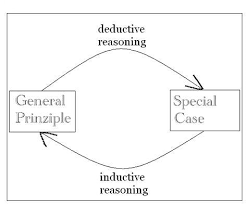 deductive
reasoning
General
Prinziple
Special
Case
inductive
reasoning